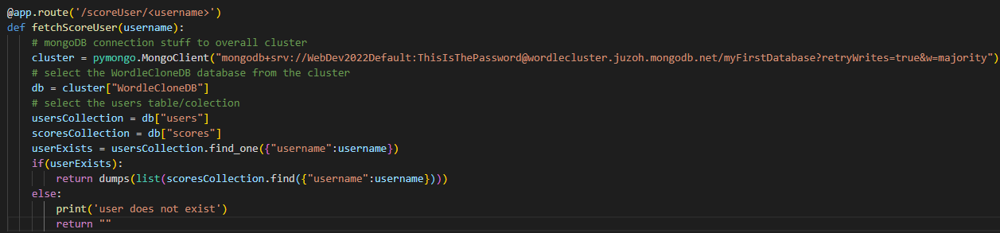 @app.route('/scoreUser/<username>')
def fetchScoreUser(username):
    # mongoDB connection stuff to overall cluster
    cluster = pymongo.MongoClient("mongodb+srv://WebDev2022Default:ThisIsThePassword@wordlecluster.juzoh.mongodb.net/myFirstDatabase?retryWrites=true&w=majority")
    # select the WordleCloneDB database from the cluster
    db = cluster["WordleCloneDB"]
    # select the users table/colection
    usersCollection = db["users"]
    scoresCollection = db["scores"]
    userExists = usersCollection.find_one({"username":username})
    if(userExists):
        return dumps(list(scoresCollection.find({"username":username})))
    else:
        print('user does not exist')
        return ""